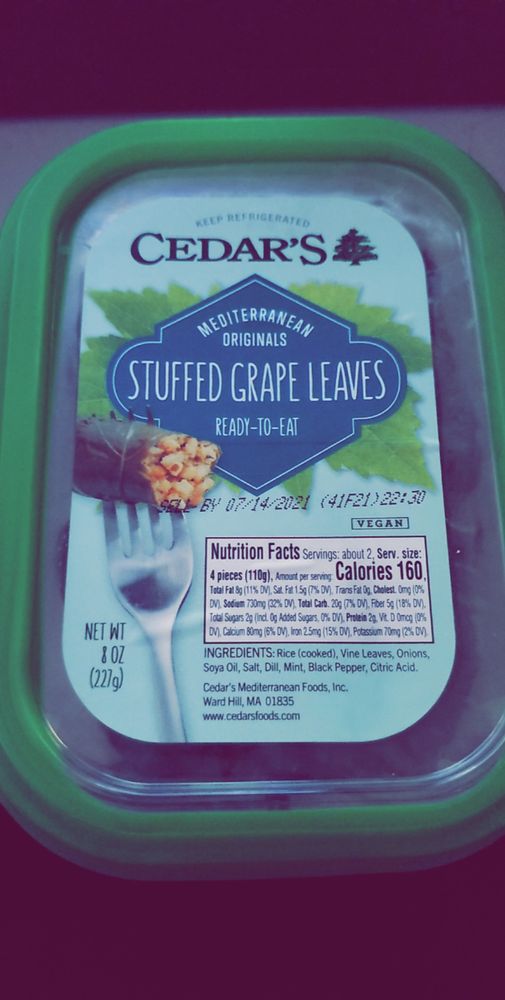 KEEP REFRIGERATED
CEDAR'S
MEDITERRANEAN
ORIGINALS
STUFFED GRAPE LEAVES
READY-TO-EAT
SELL BY 07/14/2021 (41F21)22:30
VEGAN
Nutrition Facts Servings: about 2, Serv. size:
4 pieces (110g), Amount per serving: Calories 160,
Total Fat 8g (11% DV), Sat. Fat 1.5g (7% DV), Trans Fat 0g, Cholest. 0mg (0%
DV), Sodium 730mg (32% DV), Total Carb. 20g (7% DV), Fiber 5g (18% DV),
Total Sugars 2g (Incl. 0g Added Sugars, 0% DV), Protein 2g, Vit. D 0mcg (0%
DV), Calcium 80mg (6% DV), Iron 2.5mg (15% DV), Potassium 70mg (2% DV).
INGREDIENTS: Rice (cooked), Vine Leaves, Onions,
Soya Oil, Salt, Dill, Mint, Black Pepper, Citric Acid.
Cedar's Mediterranean Foods, Inc.
Ward Hill, MA 01835
www.cedarsfoods.com
NET WT
8 OZ
(227g)